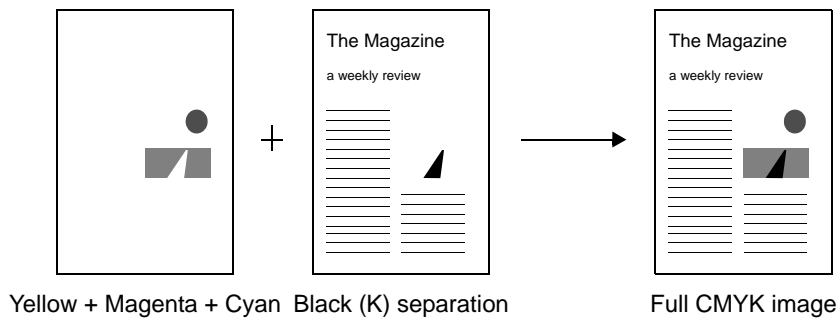 The Magazine
a weekly review
The Magazine
a weekly review
+
Yellow + Magenta + Cyan
Black (K) separation
Full CMYK image